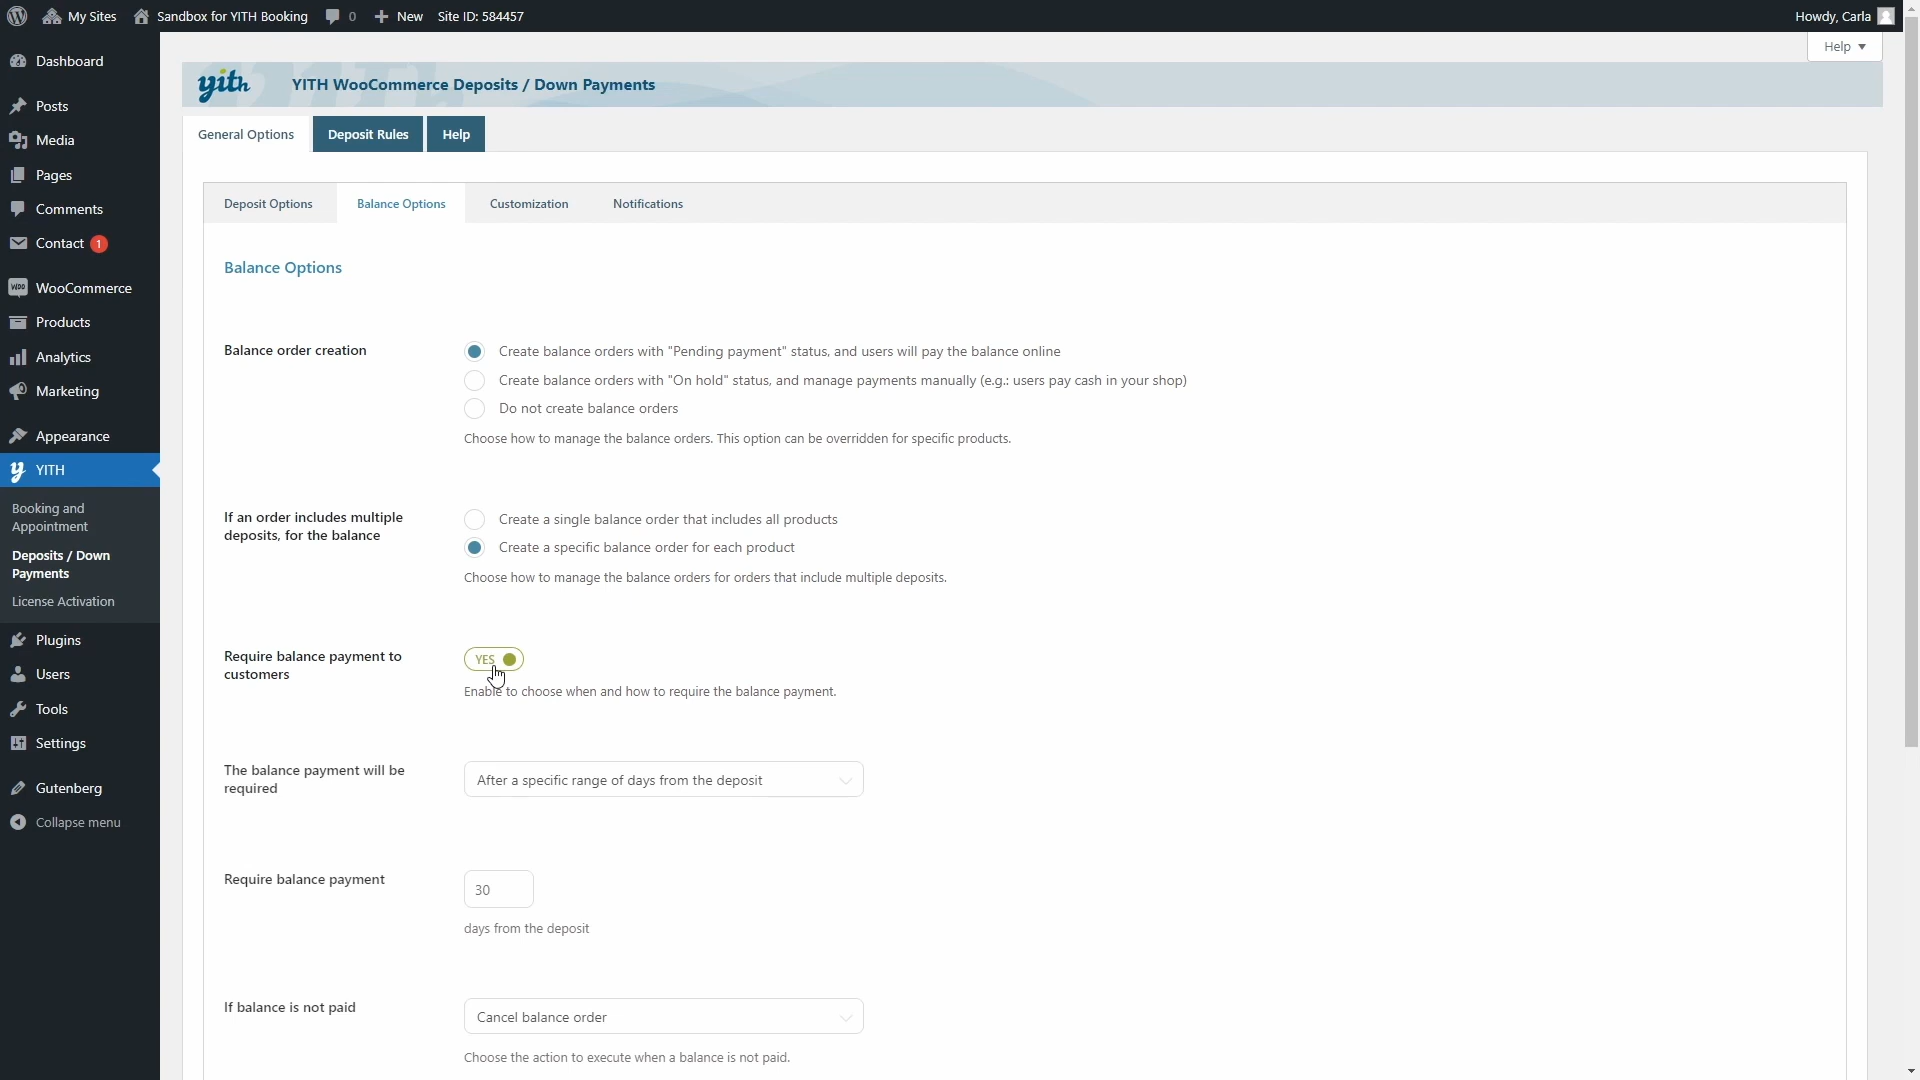 My Sites
Sandbox for YITH Booking
0
New
Site ID: 584457
Howdy, Carla
Help
Dashboard
Posts
Media
Pages
Comments
Contact 1
WooCommerce
Products
Analytics
Marketing
Appearance
YITH
Booking and
Appointment
Deposits / Down
Payments
License Activation
Plugins
Users
Tools
Settings
Gutenberg
Collapse menu
yith
YITH WooCommerce Deposits / Down Payments
General Options
Deposit Rules
Help
Deposit Options
Balance Options
Customization
Notifications
Balance Options
Balance order creation
Create balance orders with "Pending payment" status, and users will pay the balance online
Create balance orders with "On hold" status, and manage payments manually (e.g.: users pay cash in your shop)
Do not create balance orders
Choose how to manage the balance orders. This option can be overridden for specific products.
If an order includes multiple
deposits, for the balance
Create a single balance order that includes all products
Create a specific balance order for each product
Choose how to manage the balance orders for orders that include multiple deposits.
Require balance payment to
customers
YES
Enable to choose when and how to require the balance payment.
The balance payment will be
required
After a specific range of days from the deposit
Require balance payment
30
days from the deposit
If balance is not paid
Cancel balance order
Choose the action to execute when a balance is not paid.